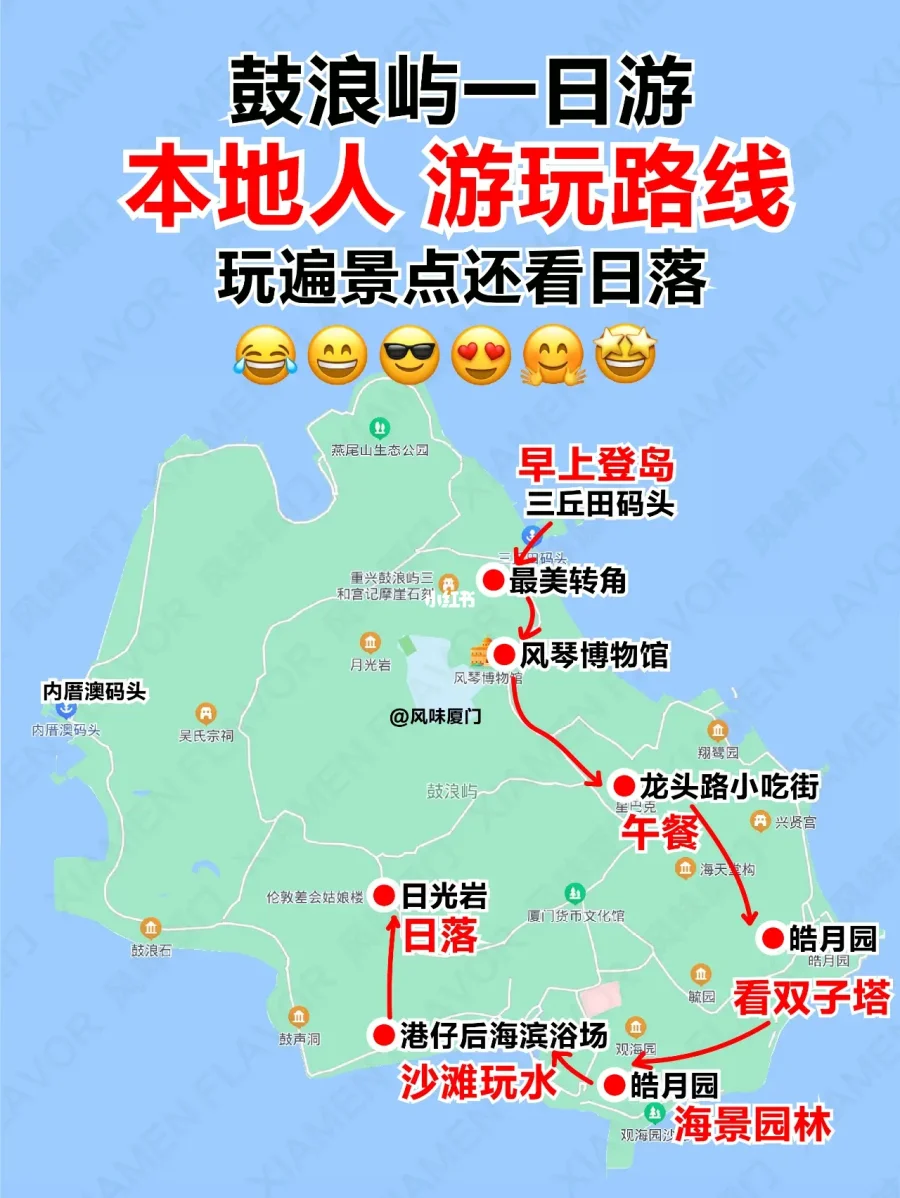 鼓浪屿一日游
本地人 游玩路线
玩遍景点还看日落
燕尾山生态公园
早上登岛
三丘田码头
三丘田码头
重兴鼓浪屿三
和宫记摩崖石刻
小红书
最美转角
月光岩
风琴博物馆
风琴博物馆
内厝澳码头
内厝澳码头
吴氏宗祠
@风味厦门
翔鹭园
鼓浪屿
龙头路小吃街
星巴克
午餐
兴贤宫
海天堂构
伦敦差会姑娘楼
日光岩
日落
厦门货币文化馆
鼓浪石
皓月园
皓月园
毓园
看双子塔
鼓声洞
港仔后海滨浴场
观海园
沙滩玩水
皓月园
观海园沙
海景园林
XIAMEN FLAVOR